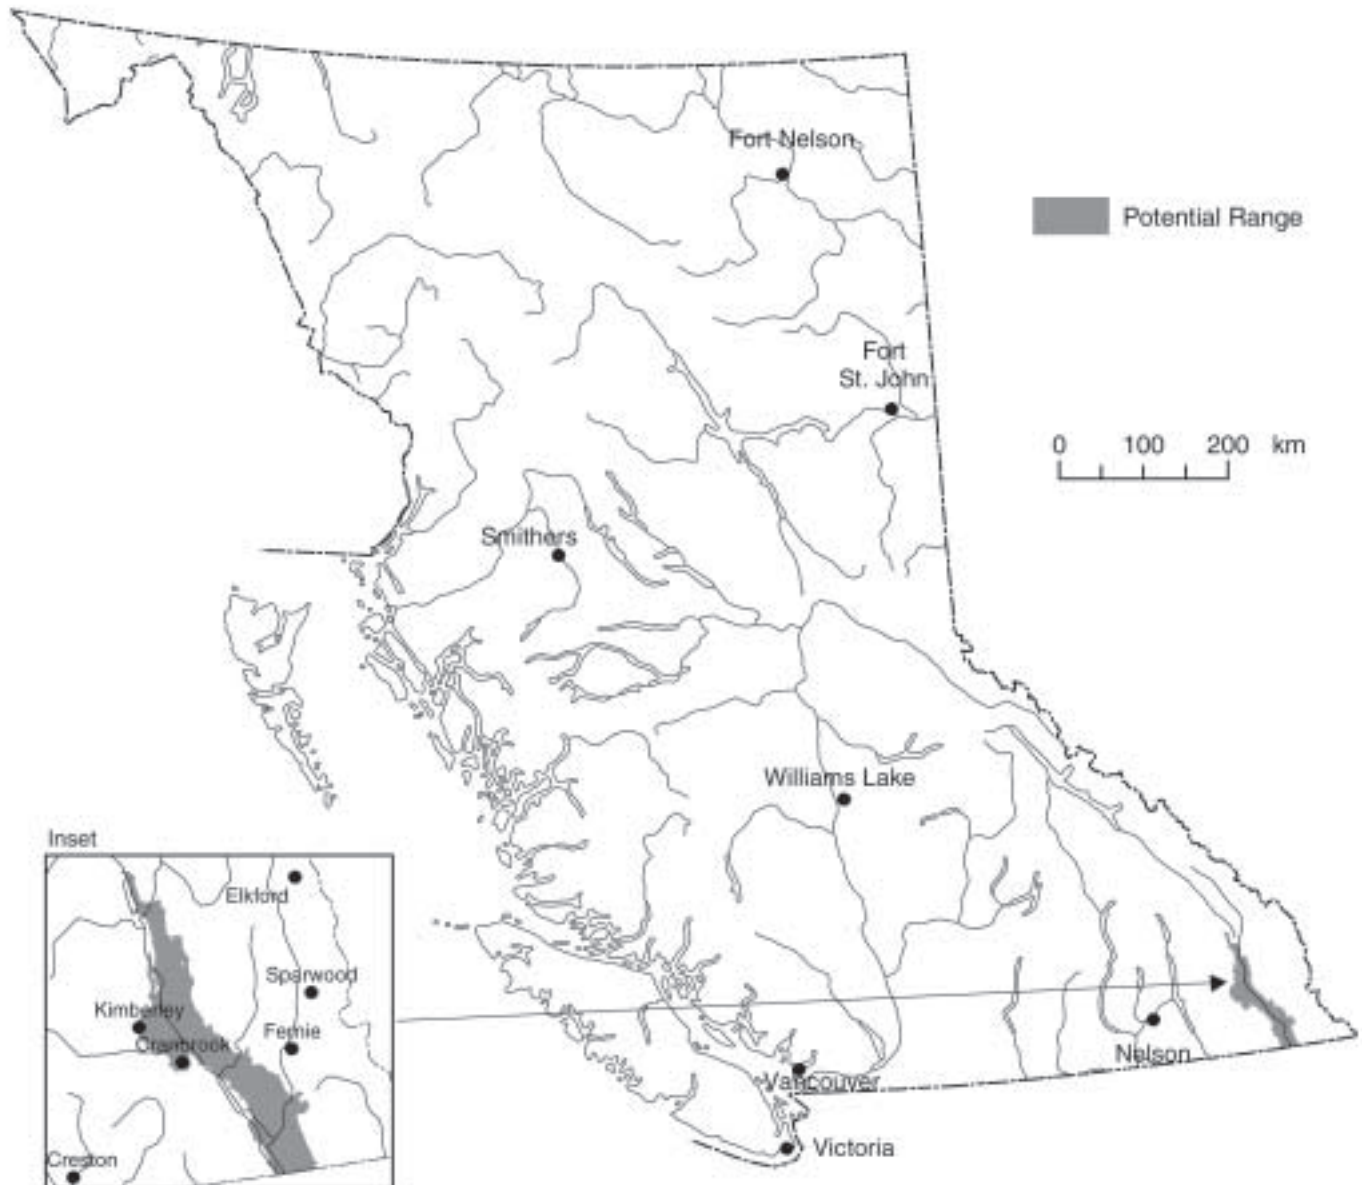 Fort Nelson
Potential Range
Fort
St. John
0 100 200 km
Smithers
Williams Lake
Inset
Elkford
Sparwood
Kimberley
Fernie
Cranbrook
Creston
Nelson
Vancouver
Victoria